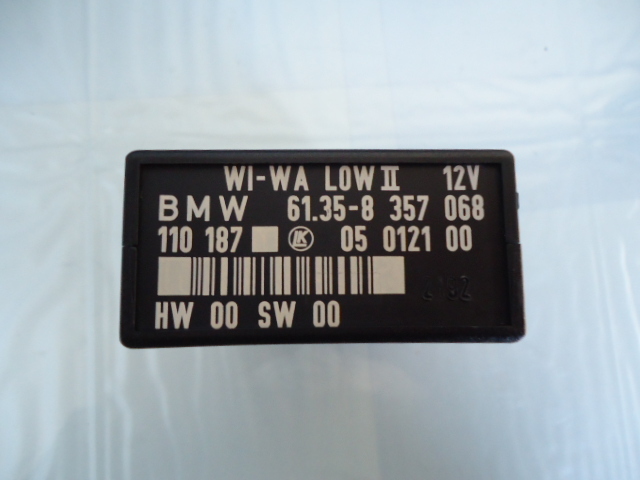 WI-WA LOW II 12V
BMW 61.35-8 357 068
110 187 LK 05 0121 00
HW 00 SW 00